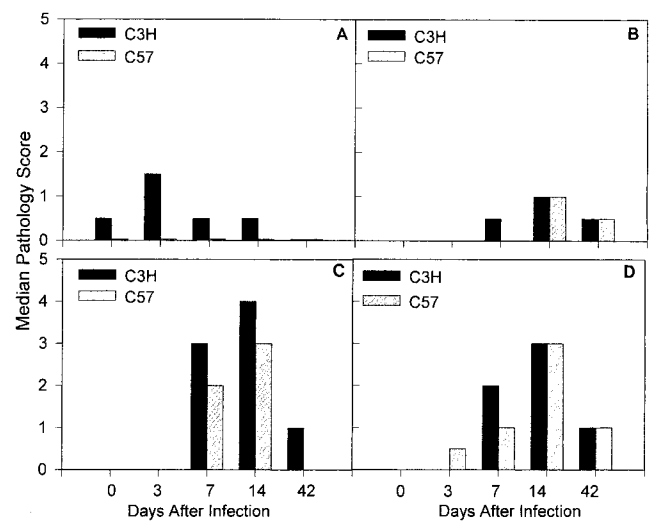 Median Pathology Score
5
4
3
2
1
0
C3H
C57
A
C3H
C57
B
5
4
3
2
1
0
C3H
C57
C
C3H
C57
D
0 3 7 14 42
0 3 7 14 42
Days After Infection
Days After Infection